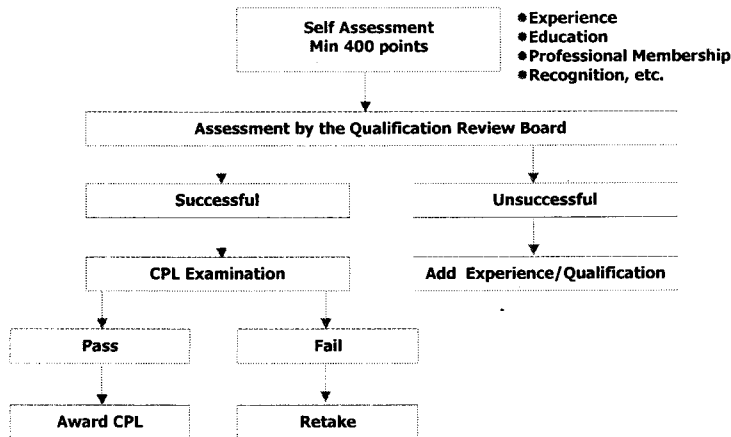 Self Assessment
Min 400 points
Experience
Education
Professional Membership
Recognition, etc.
Assessment by the Qualification Review Board
Successful
Unsuccessful
CPL Examination
Add Experience/Qualification
Pass
Fail
Award CPL
Retake